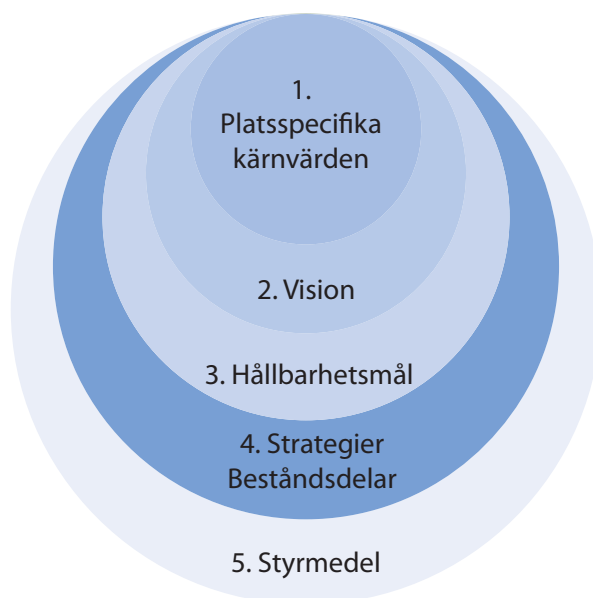 1.
Platsspecifika
kärnvärden
2. Vision
3. Hållbarhetsmål
4. Strategier
Beståndsdelar
5. Styrmedel